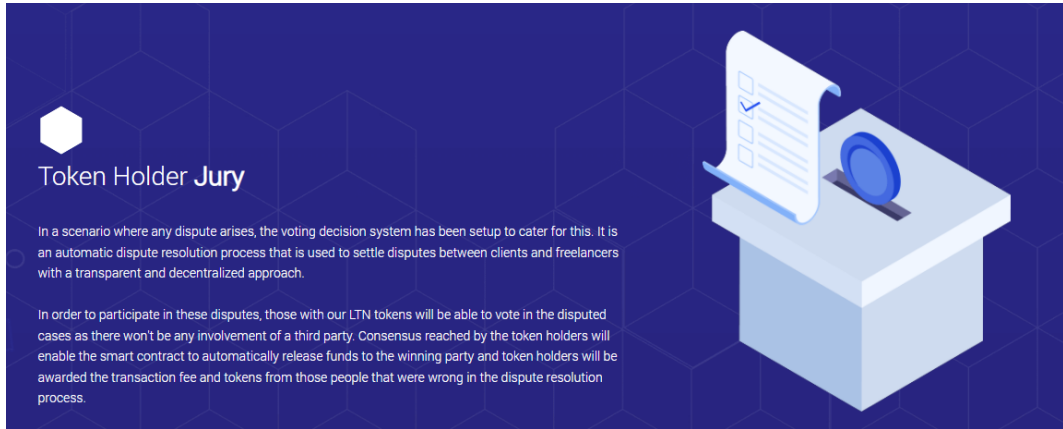 Token Holder Jury
In a scenario where any dispute arises, the voting decision system has been setup to cater for this. It is
an automatic dispute resolution process that is used to settle disputes between clients and freelancers
with a transparent and decentralized approach.
In order to participate in these disputes, those with our LTN tokens will be able to vote in the disputed
cases as there won't be any involvement of a third party. Consensus reached by the token holders will
enable the smart contract to automatically release funds to the winning party and token holders will be
awarded the transaction fee and tokens from those people that were wrong in the dispute resolution
process.